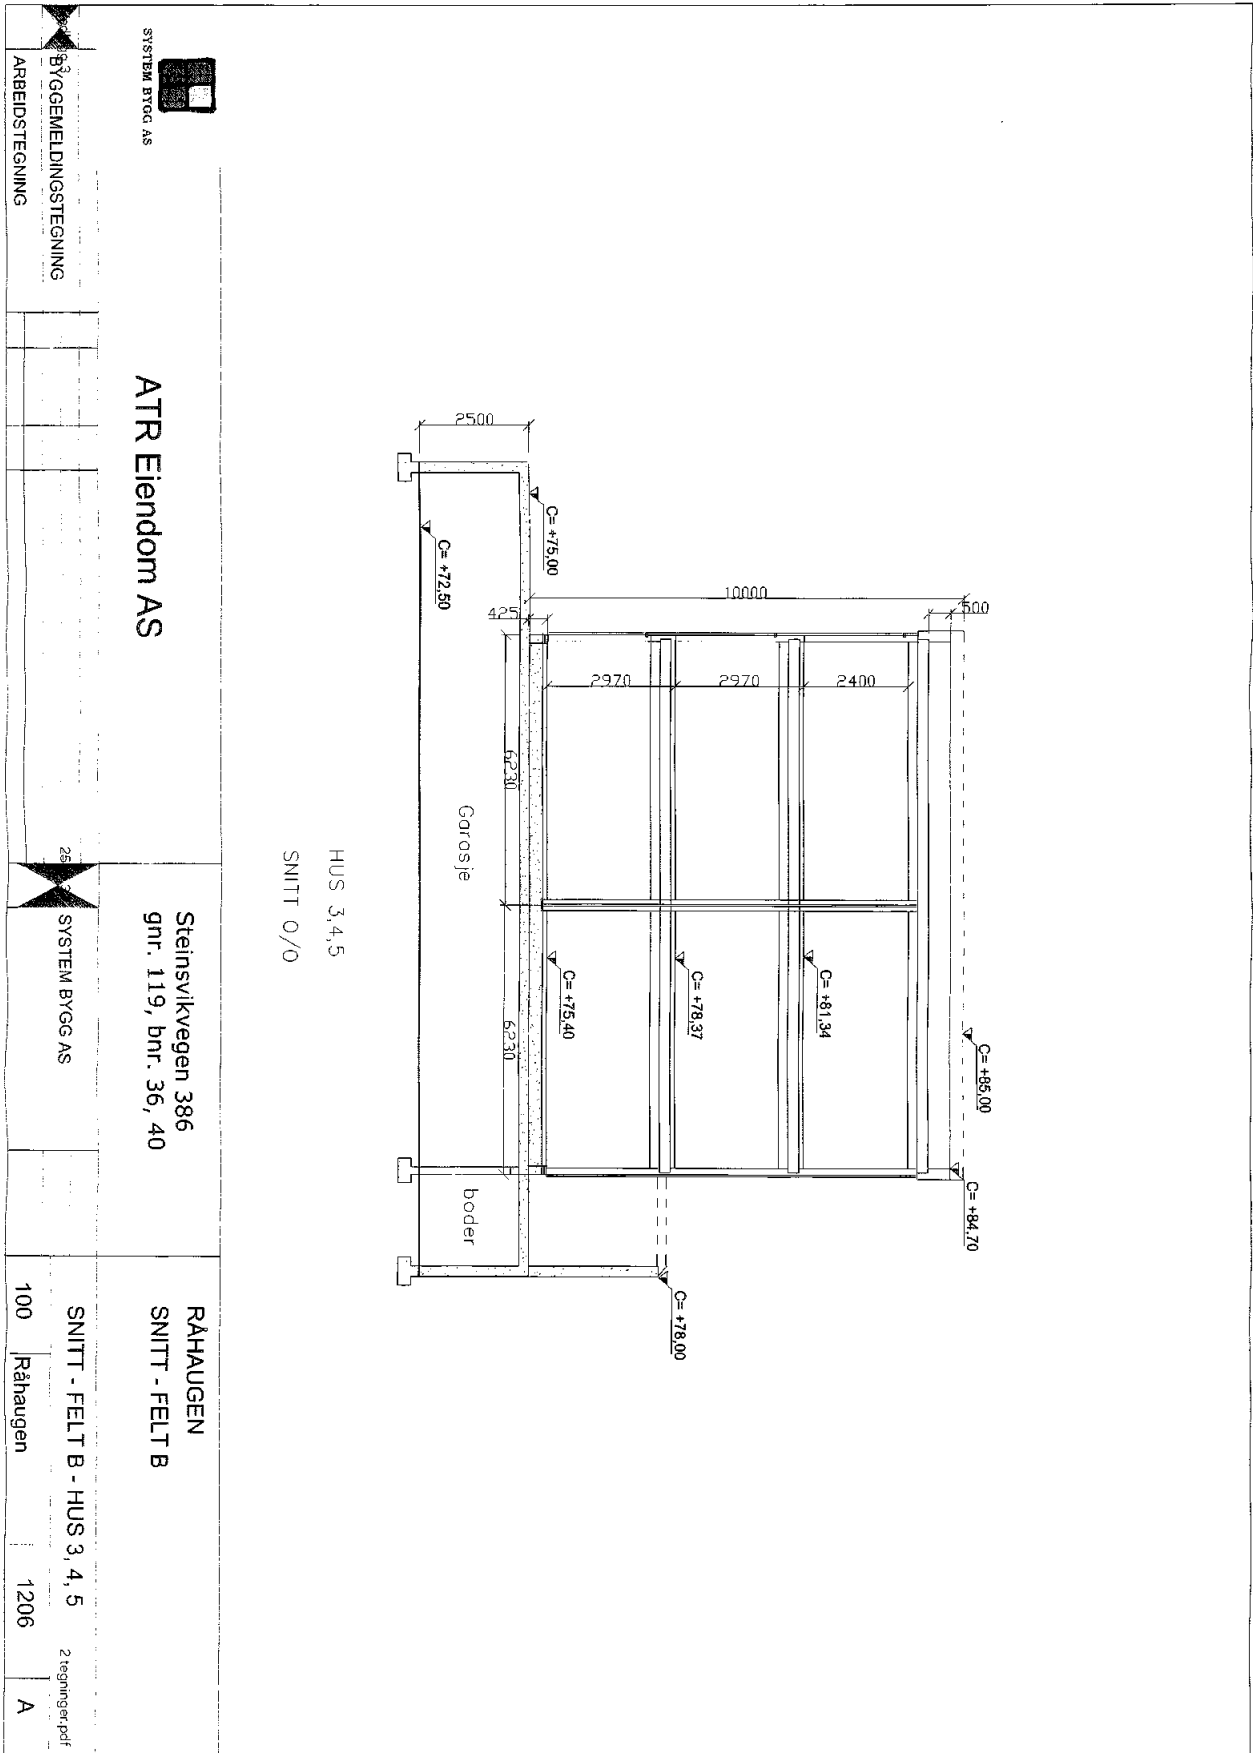 C= +85,00
C= +84.70
500
10000
2400
C= +81,34
2970
C= +78,37
2970
C= +78,00
C= +75,40
425
C= +75,00
2500
6230
6230
C= +72,50
Garasje
boder
HUS 3,4,5
SNITT O/O
SYSTEM BYGG AS
ATR Eiendom AS
Steinsvikvegen 386
gnr. 119, bnr. 36, 40
RÅHAUGEN
SNITT - FELT B
BYGGEMELDINGSTEGNING
ARBEIDSTEGNING
SYSTEM BYGG AS
SNITT - FELT B - HUS 3, 4, 5
2 tegninger.pdf
100
Råhaugen
1206
A